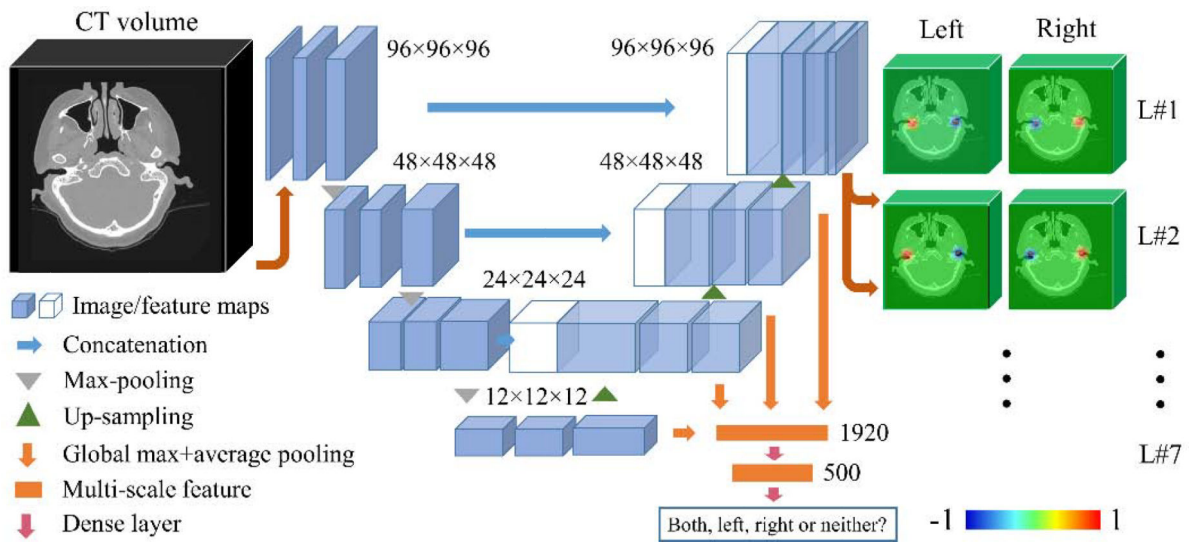 CT volume
96×96×96
96×96×96
Left
Right
L#1
48×48×48
48×48×48
L#2
24×24×24
Image/feature maps
Concatenation
Max-pooling
12×12×12
Up-sampling
1920
Global max+average pooling
L#7
500
Multi-scale feature
Dense layer
Both, left, right or neither?
-1
1